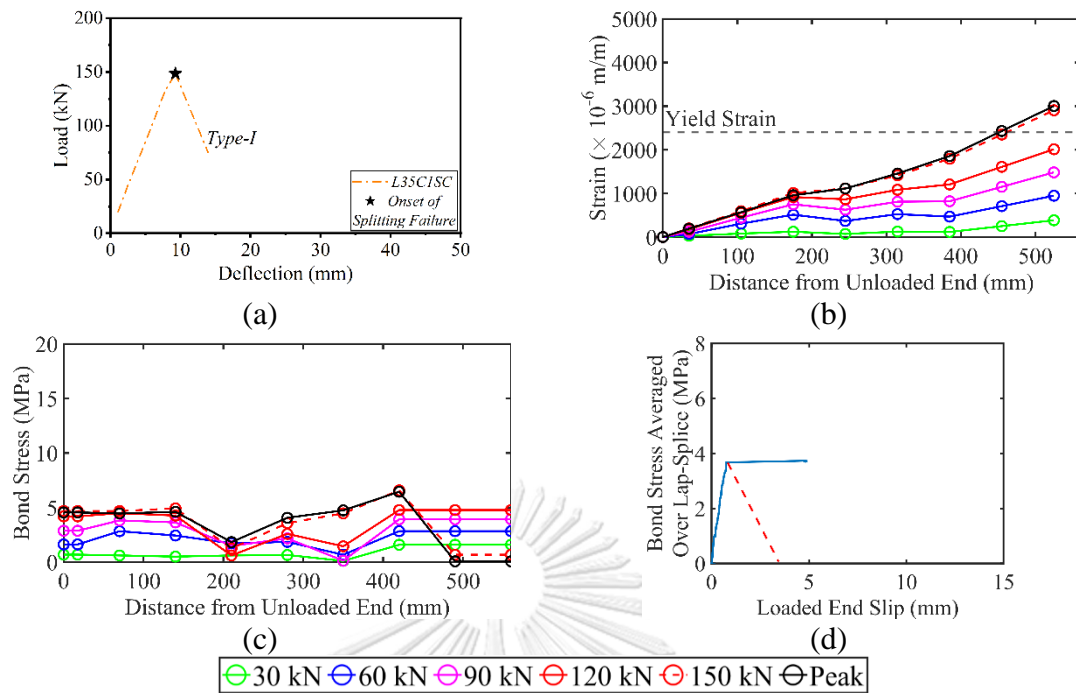 200
150
100
50
0
0 10 20 30 40 50
Load (kN)
Deflection (mm)
Type-I
L35C1SC
Onset of
Splitting Failure
(a)
5000
4000
3000
2000
1000
0
0 100 200 300 400 500
Strain (× 10⁻⁶ m/m)
Yield Strain
Distance from Unloaded End (mm)
(b)
20
15
10
5
0
0 100 200 300 400 500
Bond Stress (MPa)
Distance from Unloaded End (mm)
(c)
8
6
4
2
0
0 5 10 15
Bond Stress Averaged
Over Lap-Splice (MPa)
Loaded End Slip (mm)
(d)
30 kN 60 kN 90 kN 120 kN 150 kN Peak